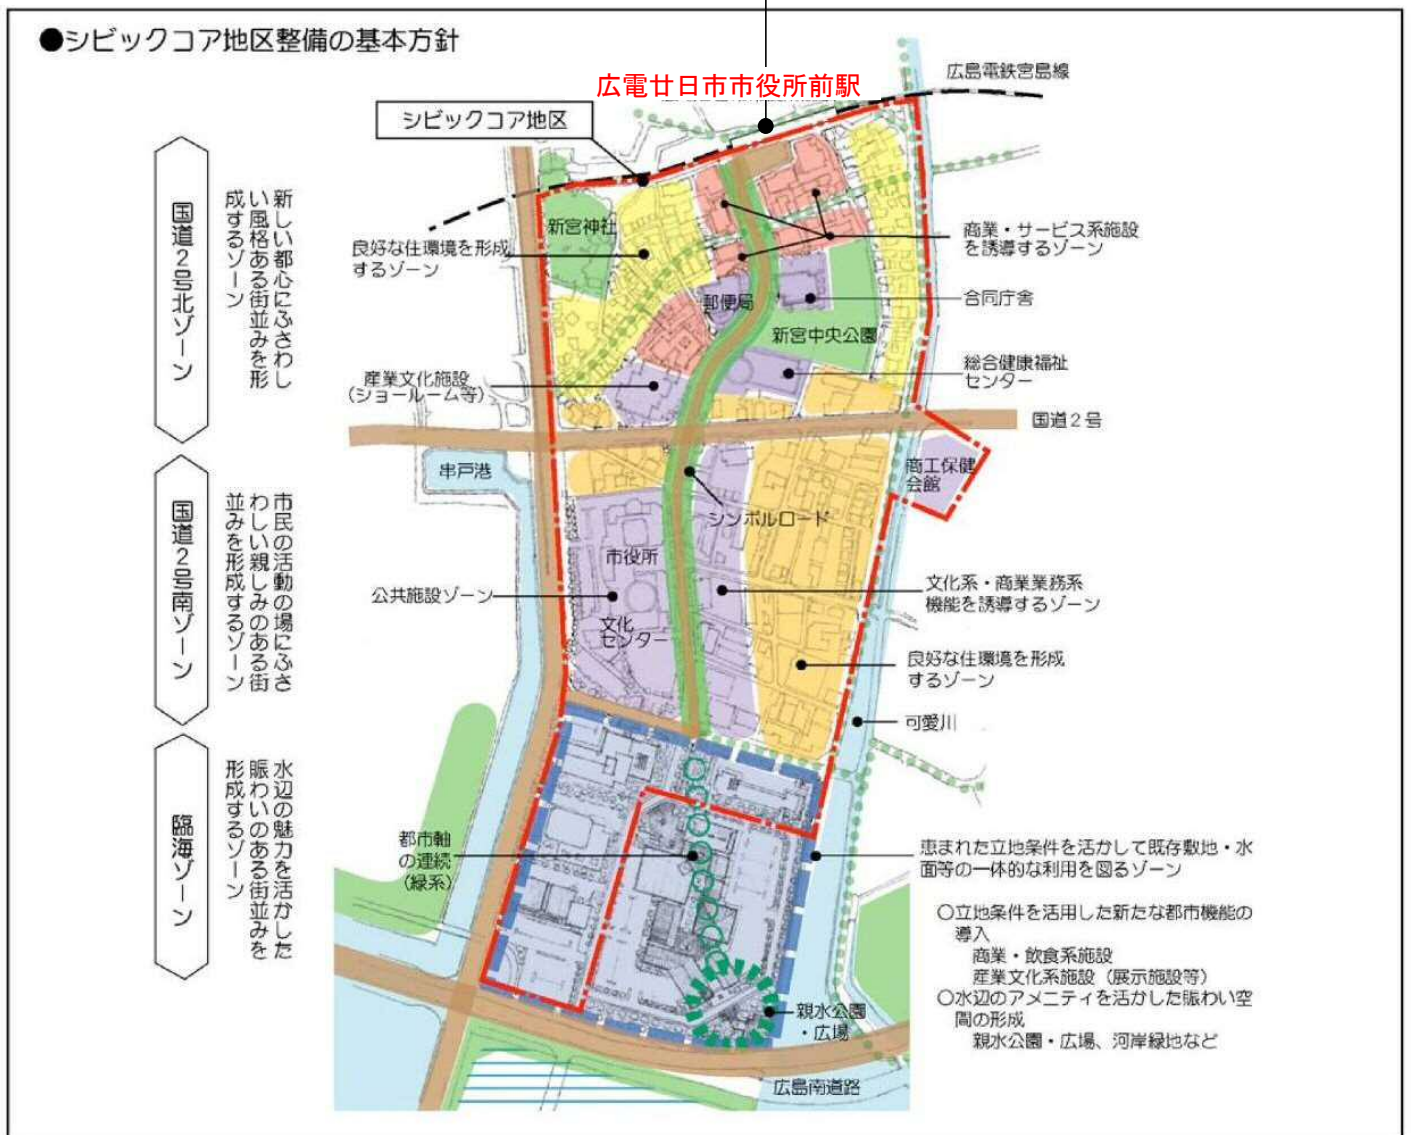 ●シビックコア地区整備の基本方針
広電廿日市市役所前駅
広島電鉄宮島線
シビックコア地区
国道2号北ゾーン
新しい都心にふさわし
い風格ある街並みを形
成するゾーン
新宮神社
良好な住環境を形成
するゾーン
商業・サービス系施設
を誘導するゾーン
郵便局
合同庁舎
新宮中央公園
総合健康福祉
センター
産業文化施設
(ショールーム等)
国道2号
串戸港
商工保健
会館
国道2号南ゾーン
市民の活動の場にふさ
わしい親しみのある街
並みを形成するゾーン
シンボルロード
市役所
公共施設ゾーン
文化
センター
文化系・商業業務系
機能を誘導するゾーン
良好な住環境を形成
するゾーン
可愛川
臨海ゾーン
水辺の魅力を活かした
賑わいのある街並みを
形成するゾーン
都市軸
の連続
(緑系)
恵まれた立地条件を活かして既存敷地・水
面等の一体的な利用を図るゾーン
○立地条件を活用した新たな都市機能の
導入
商業・飲食系施設
産業文化系施設(展示施設等)
○水辺のアメニティを活かした賑わい空
間の形成
親水公園・広場、河岸緑地など
親水公園
・広場
広島南道路